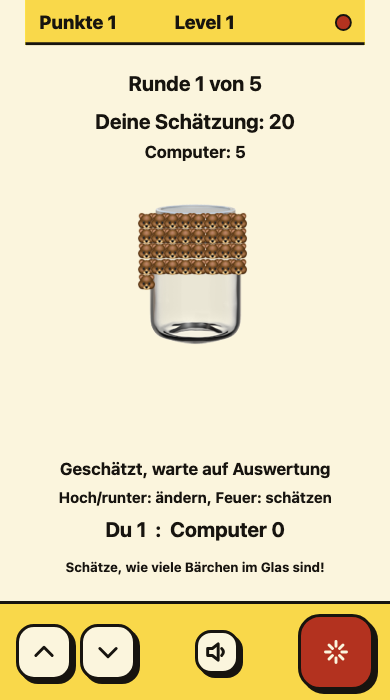 Punkte 1 Level 1
Runde 1 von 5
Deine Schätzung: 20
Computer: 5
Geschätzt, warte auf Auswertung
Hoch/runter: ändern, Feuer: schätzen
Du 1 : Computer 0
Schätze, wie viele Bärchen im Glas sind!